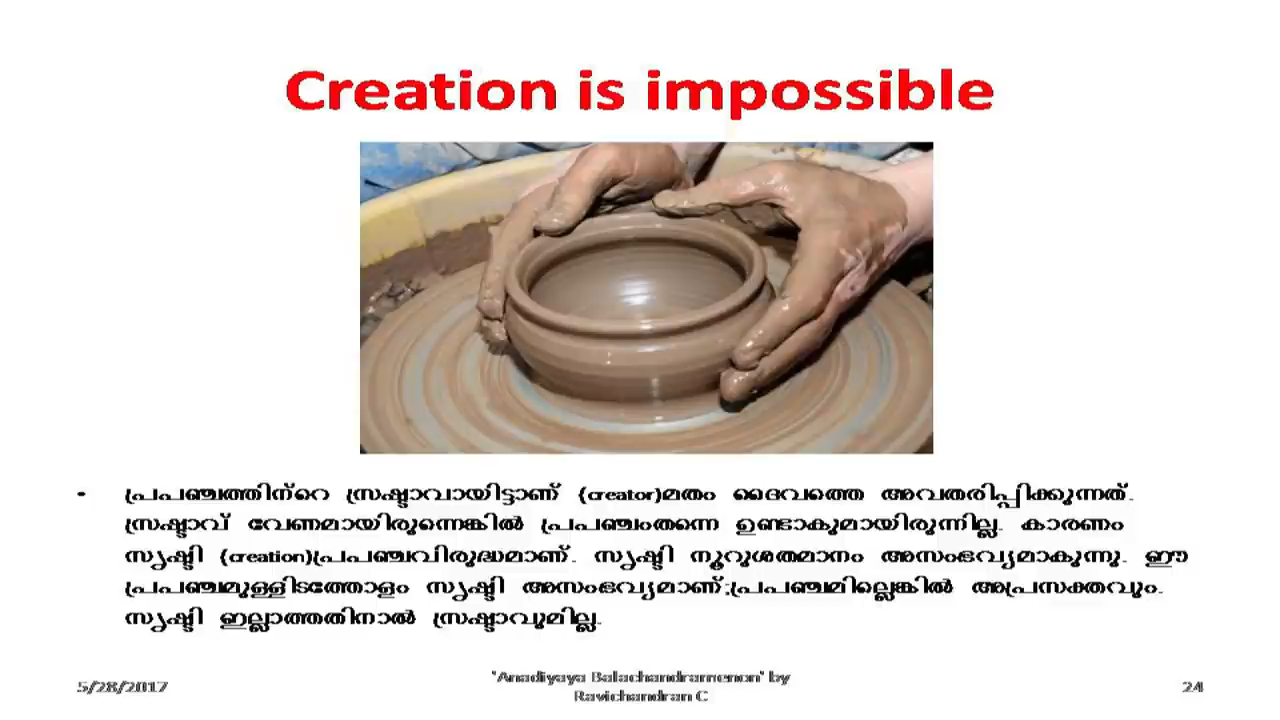 Creation is impossible
• പ്രപഞ്ചത്തിന്റെ സ്രഷ്ടാവായിട്ടാണ് (creator)മതം ദൈവത്തെ അവതരിപ്പിക്കുന്നത്.
സ്രഷ്ടാവ് വേണമായിരുന്നെങ്കില്‍ പ്രപഞ്ചംതന്നെ ഉണ്ടാകുമായിരുന്നില്ല. കാരണം
സൃഷ്ടി (creation)പ്രപഞ്ചവിരുദ്ധമാണ്. സൃഷ്ടി നൂറുശതമാനം അസംഭവ്യമാകുന്നു. ഈ
പ്രപഞ്ചമുള്ളിടത്തോളം സൃഷ്ടി അസംഭവ്യമാണ്;പ്രപഞ്ചമില്ലെങ്കില്‍ അപ്രസക്തവും.
സൃഷ്ടി ഇല്ലാത്തതിനാല്‍ സ്രഷ്ടാവുമില്ല.
5/28/2017
'Anadiyaya Balachandramenon' by
Ravichandran C
24